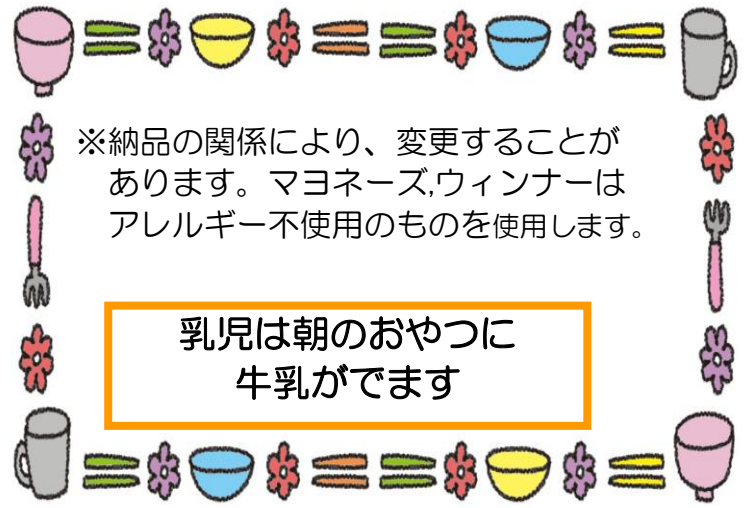 ※納品の関係により、変更することが
あります。マヨネーズ,ウィンナーは
アレルギー不使用のものを使用します。
乳児は朝のおやつに
牛乳がでます